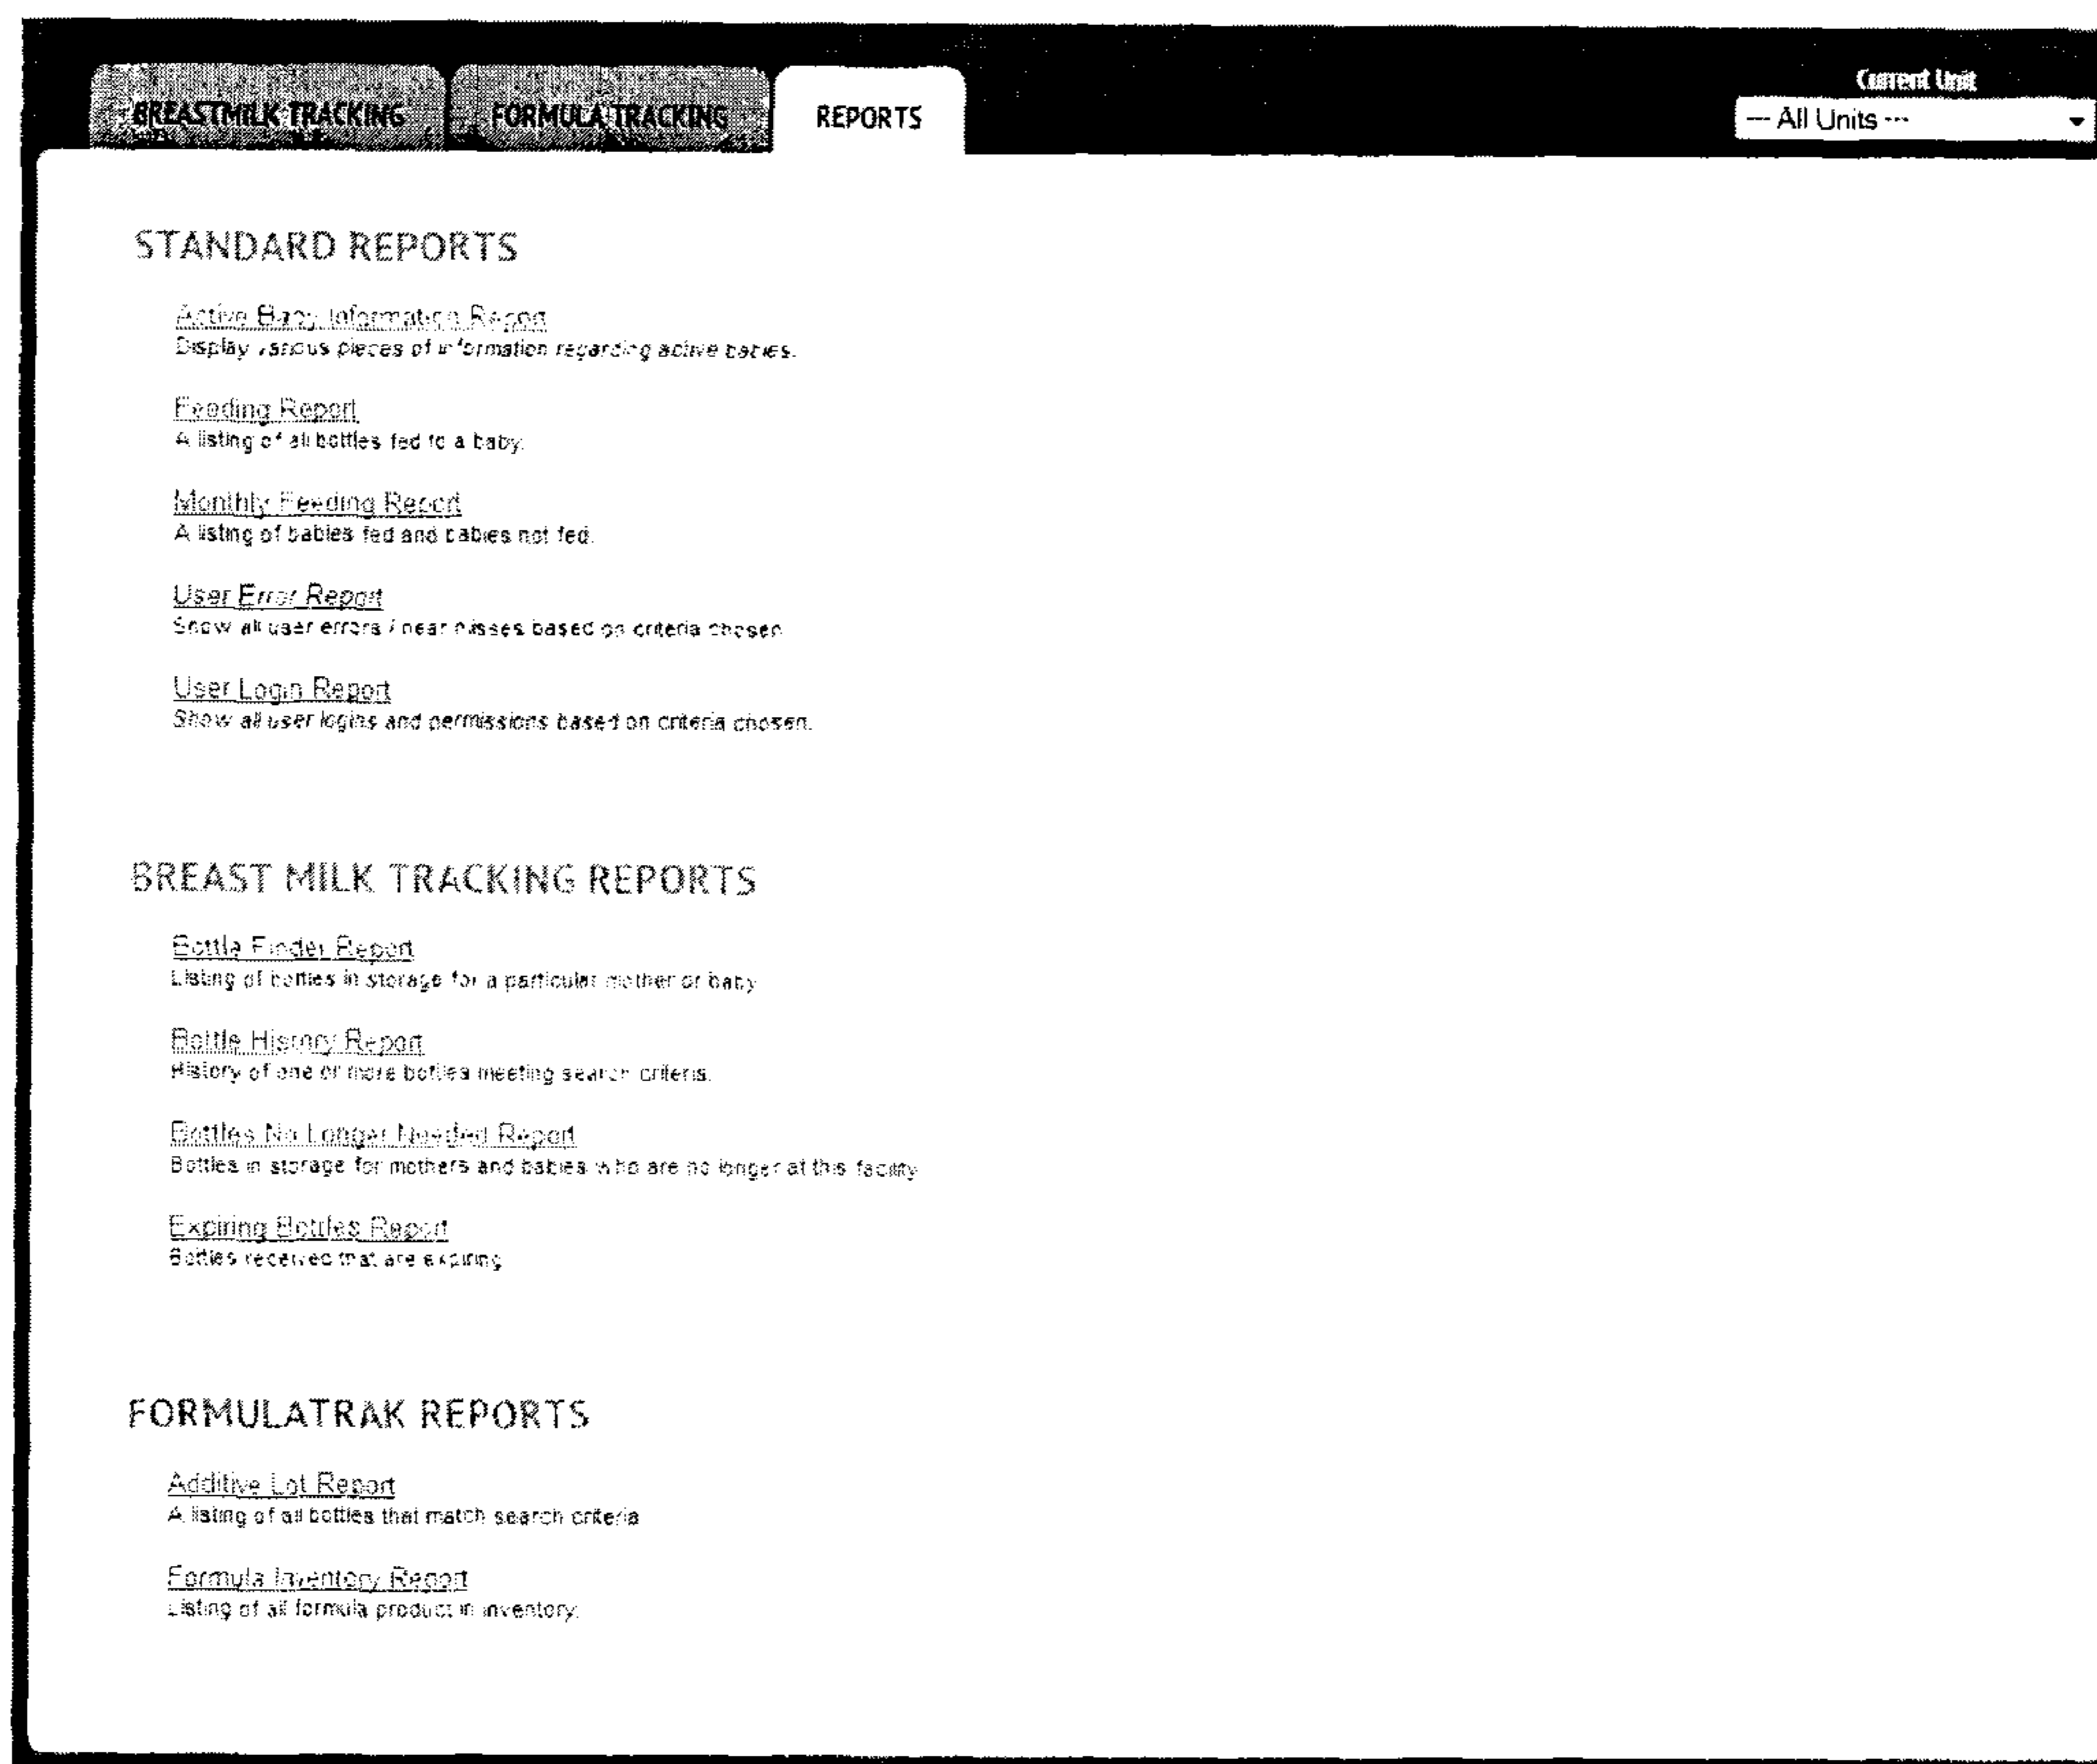 BREASTMILK TRACKING
FORMULA TRACKING
REPORTS
Current Unit
--- All Units ---
STANDARD REPORTS
Active Baby Information Report
Display various pieces of information regarding active babies.
Feeding Report
A listing of all bottles fed to a baby.
Monthly Feeding Report
A listing of babies fed and babies not fed.
User Error Report
Show all user errors / near misses based on criteria chosen
User Login Report
Show all user logins and permissions based on criteria chosen.
BREAST MILK TRACKING REPORTS
Bottle Finder Report
Listing of bottles in storage for a particular mother or baby
Bottle History Report
History of one or more bottles meeting search criteria.
Bottles No Longer Needed Report
Bottles in storage for mothers and babies who are no longer at this facility
Expiring Bottles Report
Bottles received that are expiring
FORMULATRAK REPORTS
Additive Lot Report
A listing of all bottles that match search criteria
Formula Inventory Report
Listing of all formula product in inventory.